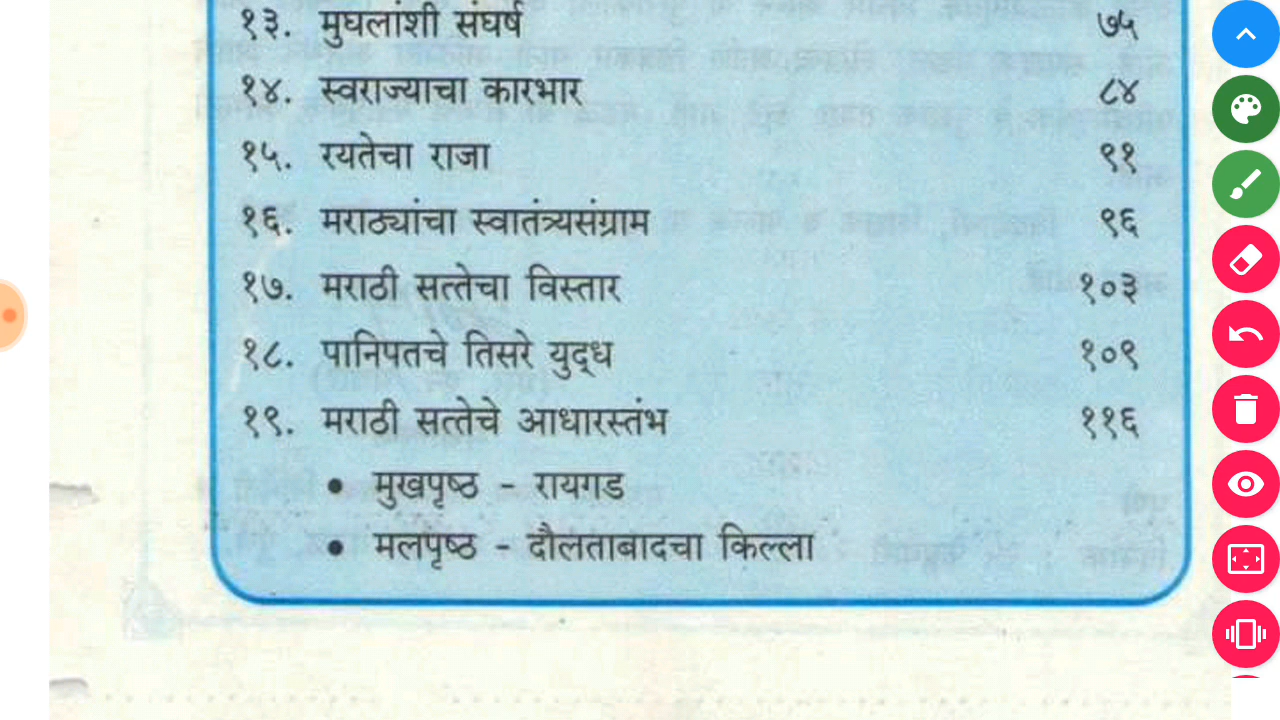 १३. मुघलांशी संघर्ष ७५
१४. स्वराज्याचा कारभार ८४
१५. रयतेचा राजा ९१
१६. मराठ्यांचा स्वातंत्र्यसंग्राम ९६
१७. मराठी सत्तेचा विस्तार १०३
१८. पानिपतचे तिसरे युद्ध १०९
१९. मराठी सत्तेचे आधारस्तंभ ११६
• मुखपृष्ठ - रायगड
• मलपृष्ठ - दौलताबादचा किल्ला